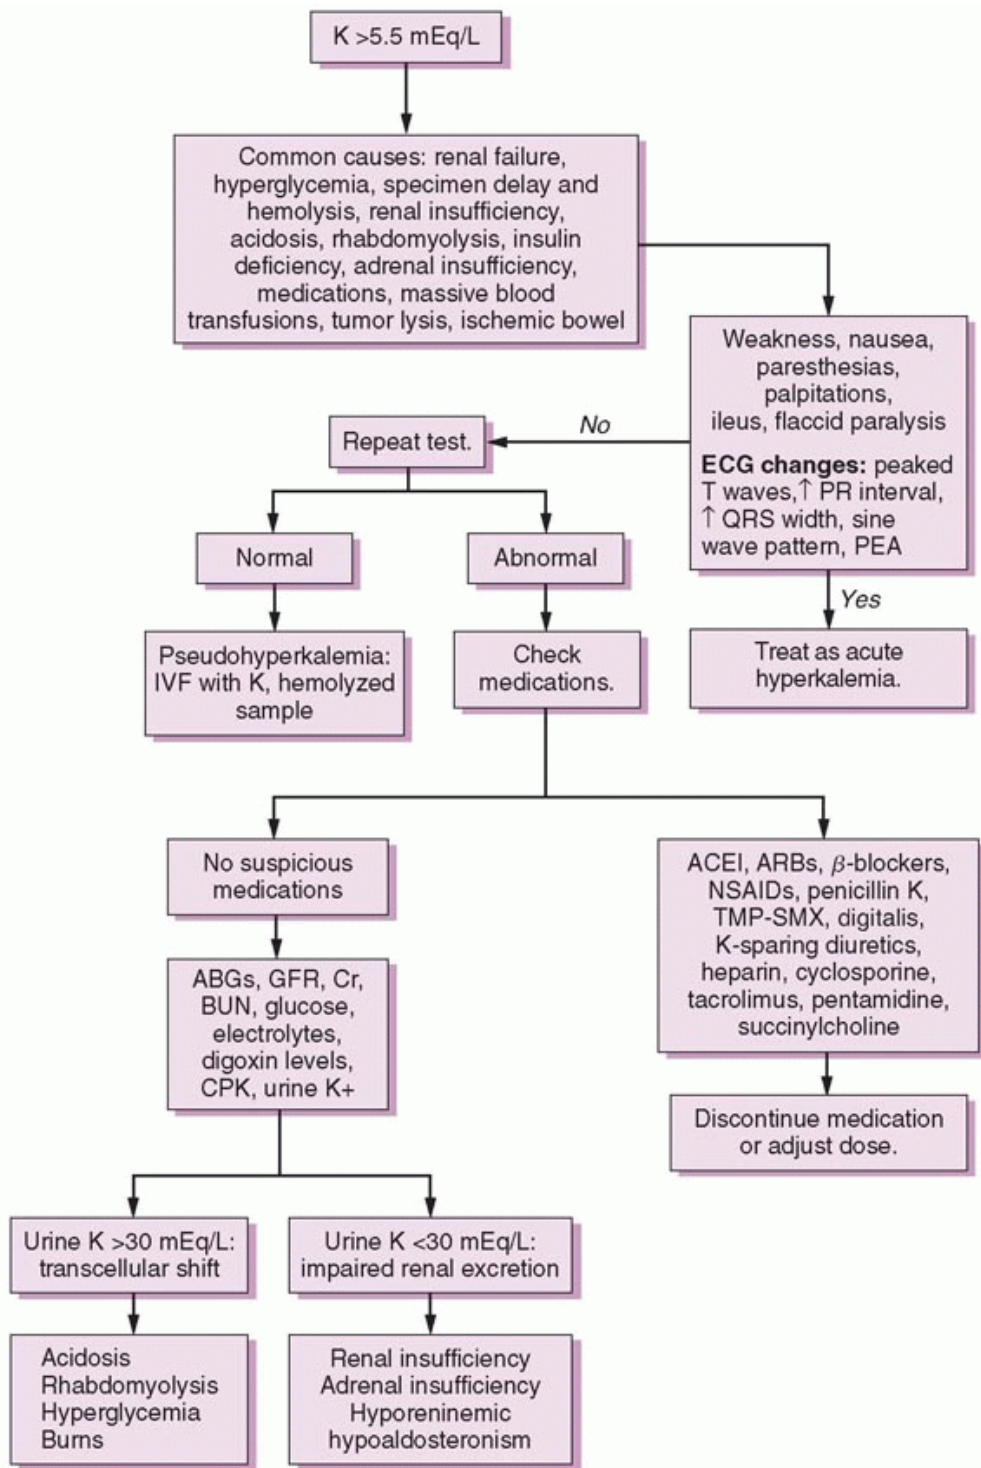 K >5.5 mEq/L
Common causes: renal failure,
hyperglycemia, specimen delay and
hemolysis, renal insufficiency,
acidosis, rhabdomyolysis, insulin
deficiency, adrenal insufficiency,
medications, massive blood
transfusions, tumor lysis, ischemic bowel
Weakness, nausea,
paresthesias,
palpitations,
ileus, flaccid paralysis
ECG changes: peaked
T waves,↑ PR interval,
↑ QRS width, sine
wave pattern, PEA
No
Repeat test.
Normal
Abnormal
Yes
Pseudohyperkalemia:
IVF with K, hemolyzed
sample
Check
medications.
Treat as acute
hyperkalemia.
No suspicious
medications
ACEI, ARBs, β-blockers,
NSAIDs, penicillin K,
TMP-SMX, digitalis,
K-sparing diuretics,
heparin, cyclosporine,
tacrolimus, pentamidine,
succinylcholine
ABGs, GFR, Cr,
BUN, glucose,
electrolytes,
digoxin levels,
CPK, urine K+
Discontinue medication
or adjust dose.
Urine K >30 mEq/L:
transcellular shift
Urine K <30 mEq/L:
impaired renal excretion
Acidosis
Rhabdomyolysis
Hyperglycemia
Burns
Renal insufficiency
Adrenal insufficiency
Hyporeninemic
hypoaldosteronism